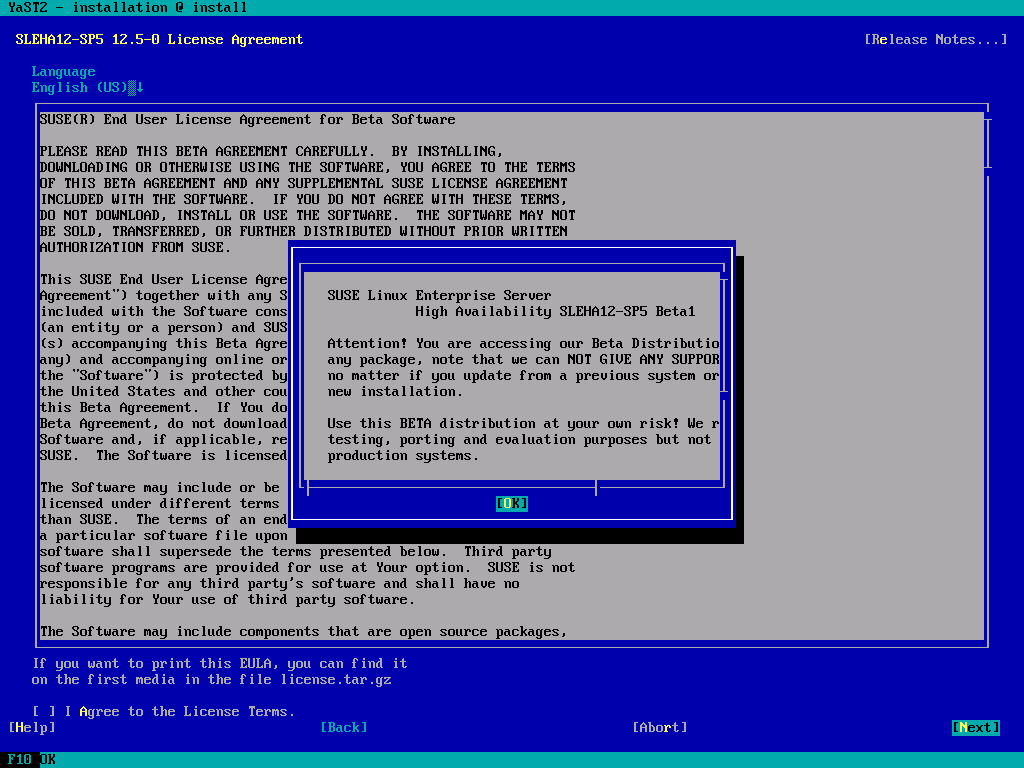 YaST2 - installation @ install
SLEHA12-SP5 12.5-0 License Agreement [Release Notes...]
Language
English (US)↓
SUSE(R) End User License Agreement for Beta Software
PLEASE READ THIS BETA AGREEMENT CAREFULLY. BY INSTALLING,
DOWNLOADING OR OTHERWISE USING THE SOFTWARE, YOU AGREE TO THE TERMS
OF THIS BETA AGREEMENT AND ANY SUPPLEMENTAL SUSE LICENSE AGREEMENT
INCLUDED WITH THE SOFTWARE. IF YOU DO NOT AGREE WITH THESE TERMS,
DO NOT DOWNLOAD, INSTALL OR USE THE SOFTWARE. THE SOFTWARE MAY NOT
BE SOLD, TRANSFERRED, OR FURTHER DISTRIBUTED WITHOUT PRIOR WRITTEN
AUTHORIZATION FROM SUSE.
This SUSE End User License Agre
Agreement") together with any S
included with the Software cons
(an entity or a person) and SUS
(s) accompanying this Beta Agre
any) and accompanying online or
the "Software") is protected by
the United States and other cou
this Beta Agreement. If You do
Beta Agreement, do not download
Software and, if applicable, re
SUSE. The Software is licensed
The Software may include or be
licensed under different terms
than SUSE. The terms of an end
a particular software file upon
software shall supersede the terms presented below. Third party
software programs are provided for use at Your option. SUSE is not
responsible for any third party's software and shall have no
liability for Your use of third party software.
The Software may include components that are open source packages,
SUSE Linux Enterprise Server
High Availability SLEHA12-SP5 Beta1
Attention! You are accessing our Beta Distributio
any package, note that we can NOT GIVE ANY SUPPOR
no matter if you update from a previous system or
new installation.
Use this BETA distribution at your own risk! We r
testing, porting and evaluation purposes but not
production systems.
[OK]
If you want to print this EULA, you can find it
on the first media in the file license.tar.gz
[ ] I Agree to the License Terms.
[Help] [Back] [Abort] [Next]
F10 OK